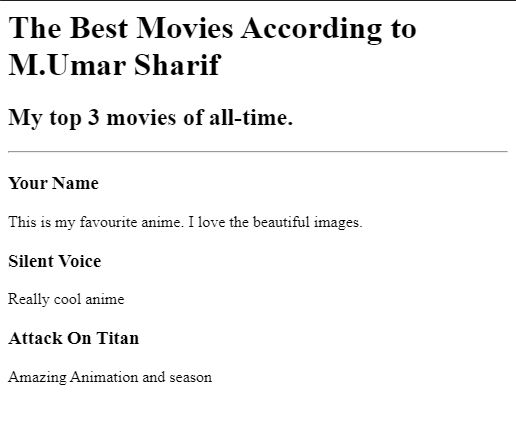 The Best Movies According to
M.Umar Sharif
My top 3 movies of all-time.
Your Name
This is my favourite anime. I love the beautiful images.
Silent Voice
Really cool anime
Attack On Titan
Amazing Animation and season